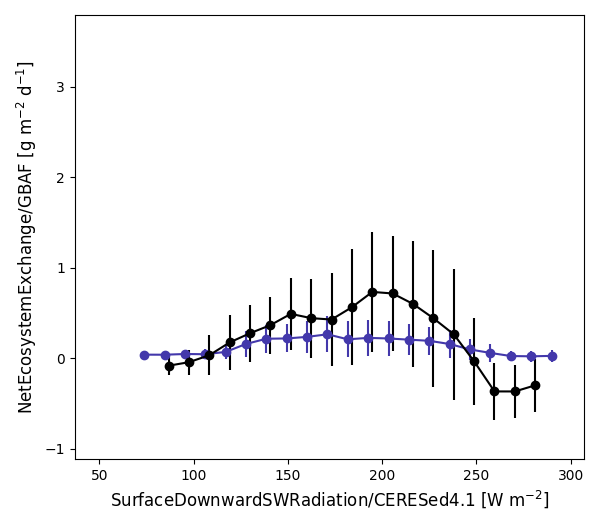 3
2
1
0
−1
NetEcosystemExchange/GBAF [g m⁻² d⁻¹]
50 100 150 200 250 300
SurfaceDownwardSWRadiation/CERESed4.1 [W m⁻²]